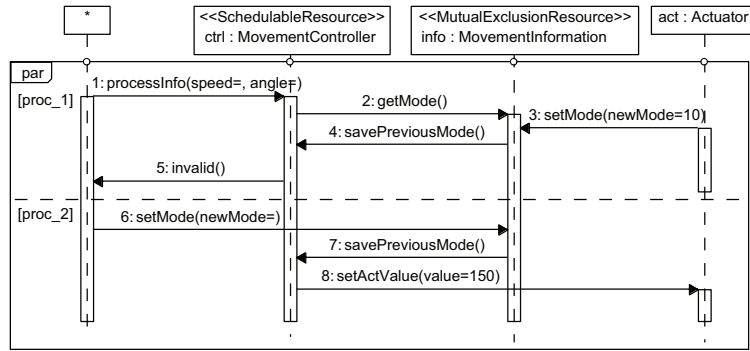 *
<<SchedulableResource>>
ctrl : MovementController
<<MutualExclusionResource>>
info : MovementInformation
act : Actuator
par
[proc_1]
1: processInfo(speed=, angle=)
2: getMode()
3: setMode(newMode=10)
4: savePreviousMode()
5: invalid()
[proc_2]
6: setMode(newMode=)
7: savePreviousMode()
8: setActValue(value=150)